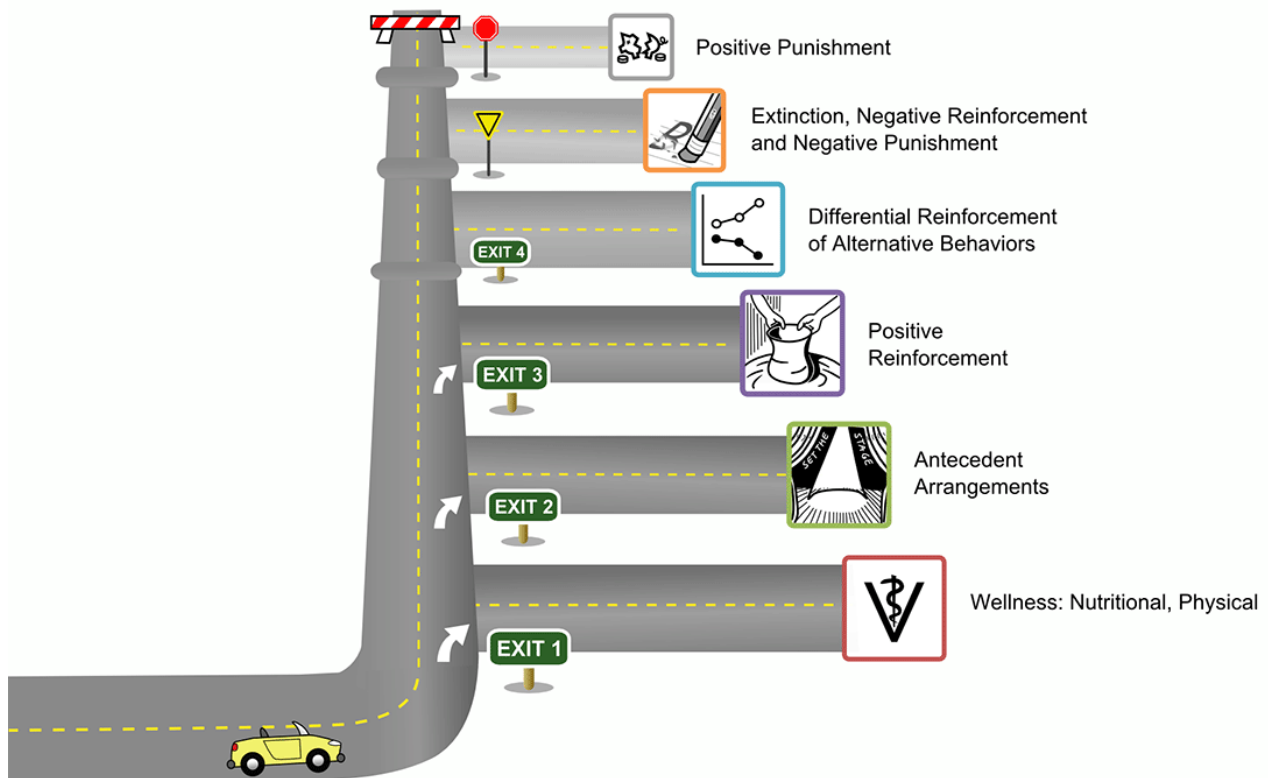 Positive Punishment
Extinction, Negative Reinforcement
and Negative Punishment
Differential Reinforcement
of Alternative Behaviors
EXIT 4
Positive
Reinforcement
EXIT 3
SET THE STAGE
Antecedent
Arrangements
EXIT 2
Wellness: Nutritional, Physical
EXIT 1